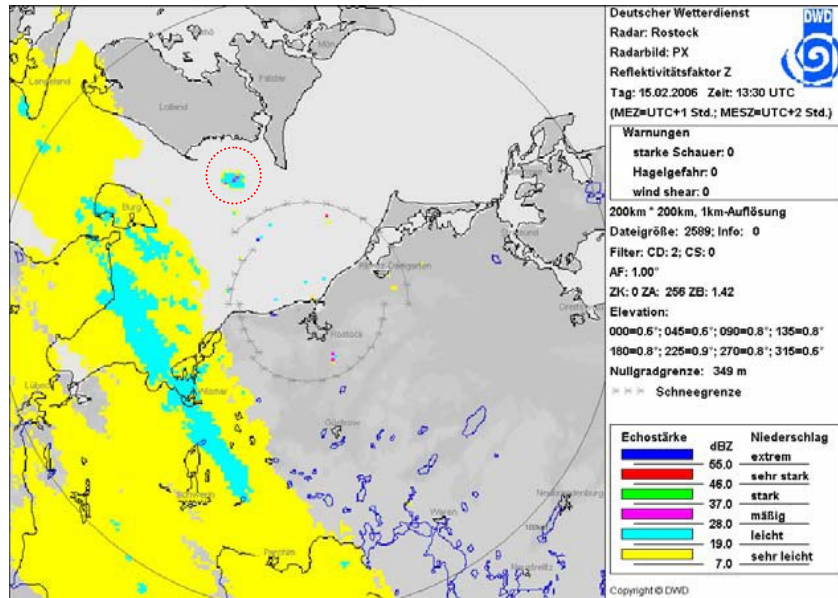 Deutscher Wetterdienst
Radar: Rostock
Radarbild: PX
Reflektivitätsfaktor Z
Tag: 15.02.2006 Zeit: 13:30 UTC
(MEZ=UTC+1 Std.; MESZ=UTC+2 Std.)
DWD
Warnungen
starke Schauer: 0
Hagelgefahr: 0
wind shear: 0
200km * 200km, 1km-Auflösung
Dateigröße: 2589; Info: 0
Filter: CD: 2; CS: 0
AF: 1.00°
ZK: 0 ZA: 256 ZB: 1.42
Elevation:
000=0.6°; 045=0.6°; 090=0.8°; 135=0.8°
180=0.8°; 225=0.9°; 270=0.8°; 315=0.6°
Nullgradgrenze: 349 m
Schneegrenze
Echostärke dBZ Niederschlag
extrem
55.0
sehr stark
46.0
stark
37.0
mäßig
28.0
leicht
19.0
sehr leicht
7.0
Copyright © DWD
Langeland
Lolland
Falster
Mön
Burg
Stralsund
Ribnitz-Damgarten
Rostock
Lübeck
Wismar
Güstrow
Schwerin
Neubrandenburg
Waren
Parchim
Neustrelitz